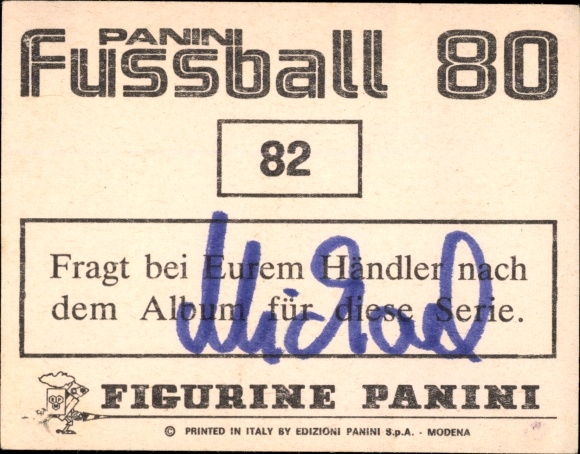 PANINI
Fussball 80
82
Fragt bei Eurem Händler nach
dem Album für diese Serie.
Michael
FIGURINE PANINI
© PRINTED IN ITALY BY EDIZIONI PANINI S.p.A. - MODENA